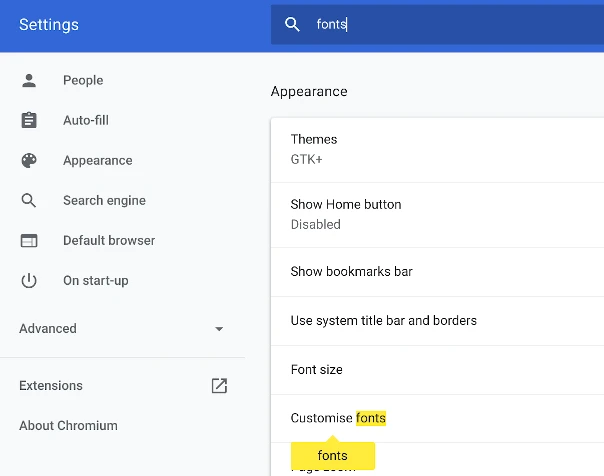 Settings
fonts
People
Auto-fill
Appearance
Search engine
Default browser
On start-up
Advanced
Extensions
About Chromium
Appearance
Themes
GTK+
Show Home button
Disabled
Show bookmarks bar
Use system title bar and borders
Font size
Customise fonts
fonts